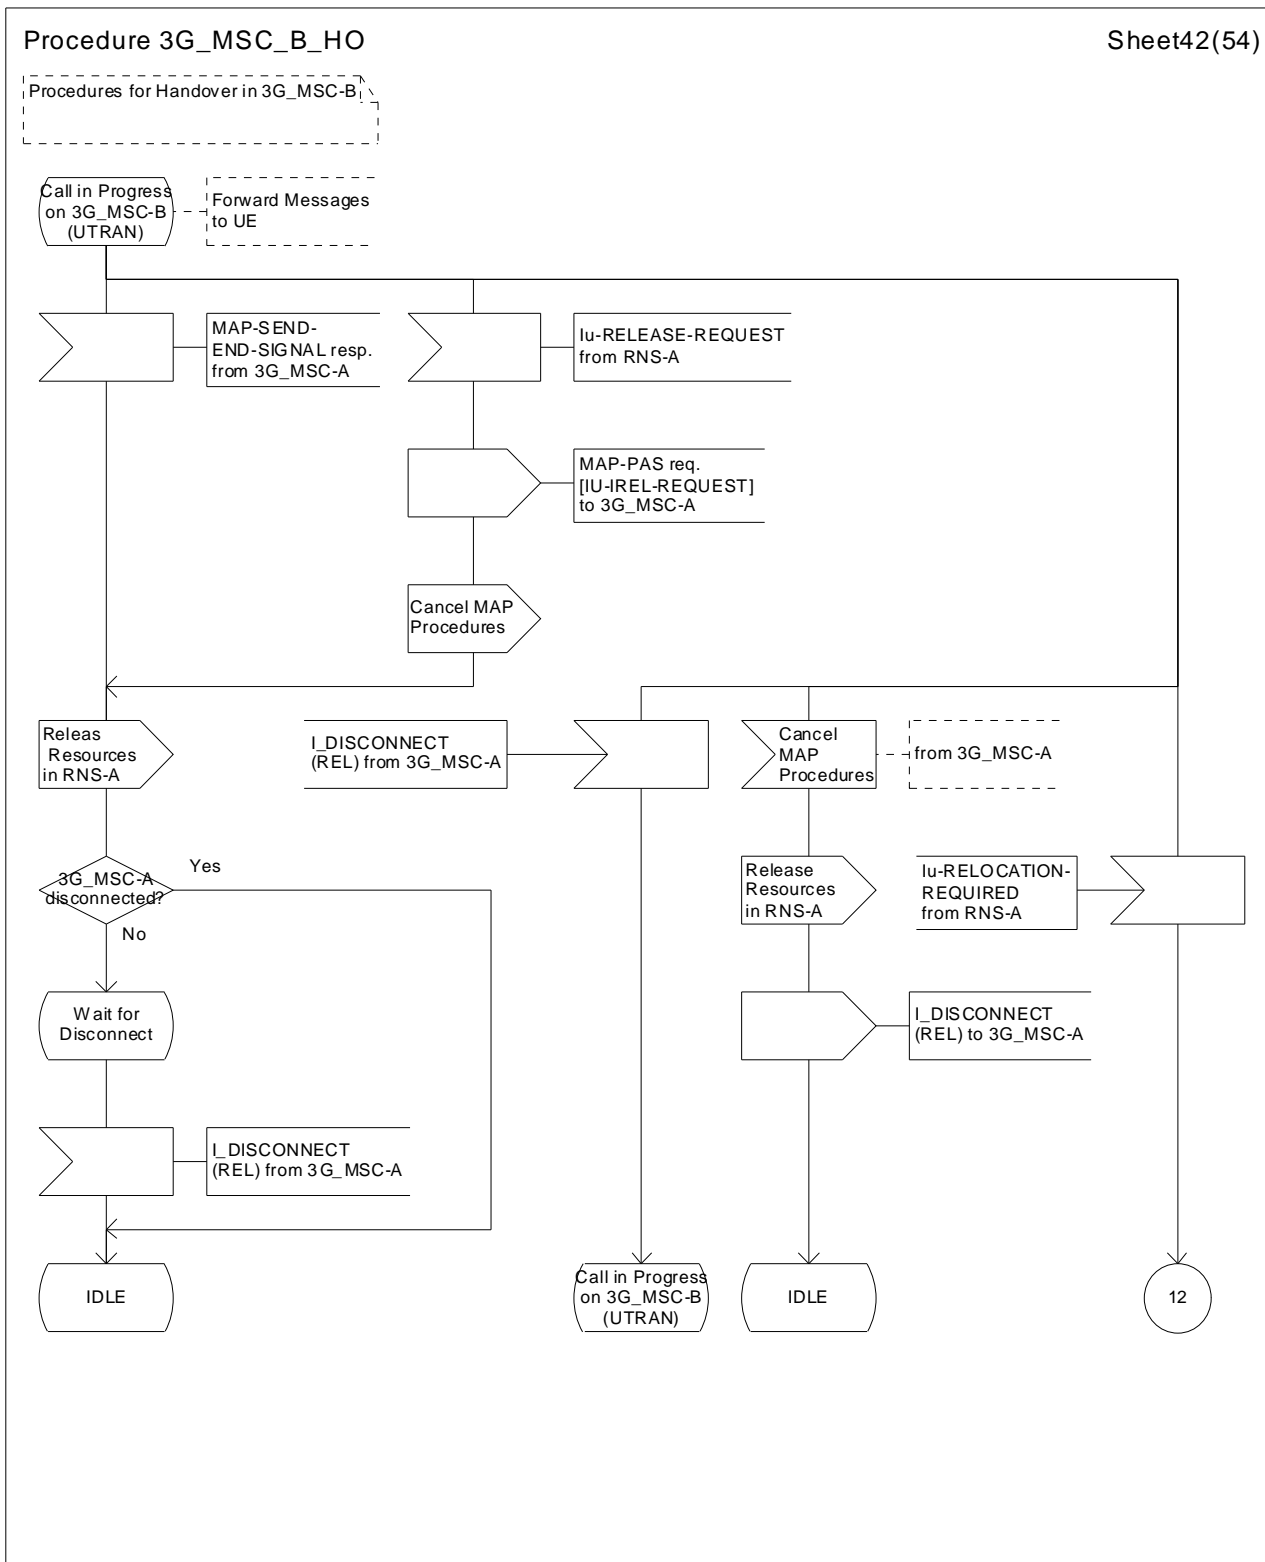 Procedure 3G_MSC_B_HO
Sheet42(54)
Procedures for Handover in 3G_MSC-B
Call in Progress
on 3G_MSC-B
(UTRAN)
Forward Messages
to UE
MAP-SEND-
END-SIGNAL resp.
from 3G_MSC-A
Iu-RELEASE-REQUEST
from RNS-A
MAP-PAS req.
[IU-IREL-REQUEST]
to 3G_MSC-A
Cancel MAP
Procedures
Releas
Resources
in RNS-A
I_DISCONNECT
(REL) from 3G_MSC-A
Cancel
MAP
Procedures
from 3G_MSC-A
3G_MSC-A
disconnected?
Yes
No
Release
Resources
in RNS-A
Iu-RELOCATION-
REQUIRED
from RNS-A
Wait for
Disconnect
I_DISCONNECT
(REL) to 3G_MSC-A
I_DISCONNECT
(REL) from 3G_MSC-A
IDLE
Call in Progress
on 3G_MSC-B
(UTRAN)
IDLE
12